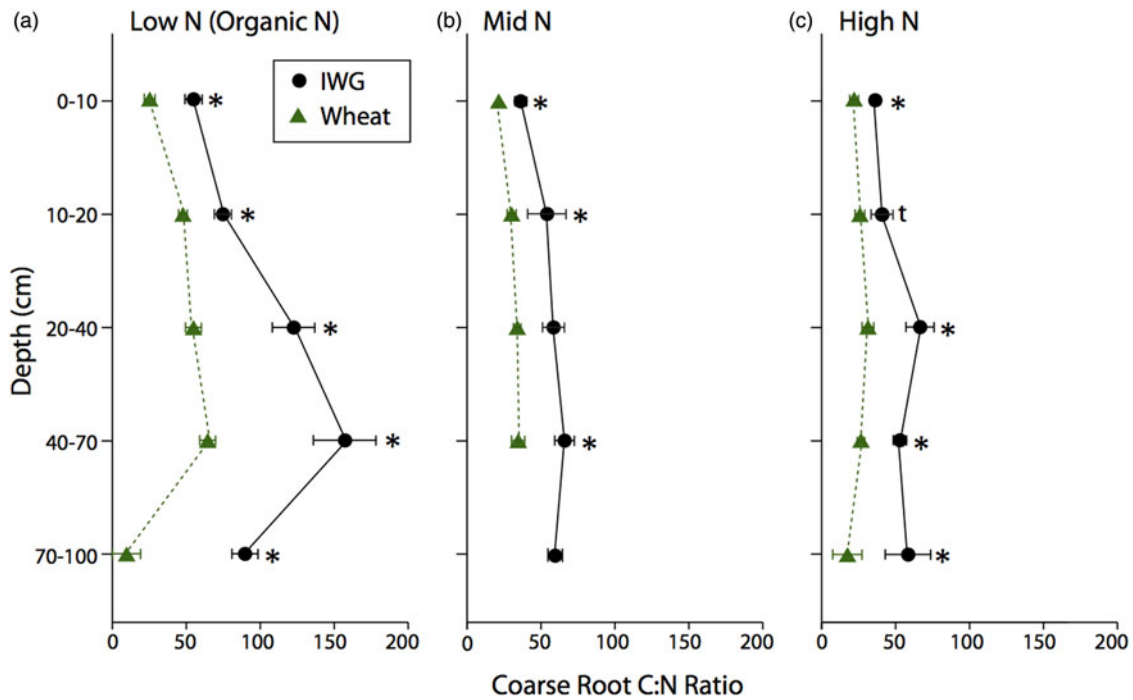 (a) Low N (Organic N)
(b) Mid N
(c) High N
IWG
Wheat
Depth (cm)
0-10
10-20
20-40
40-70
70-100
*
*
*
*
*
*
*
*
*
t
*
*
*
0 50 100 150 200
0 50 100 150 200
0 50 100 150 200
Coarse Root C:N Ratio